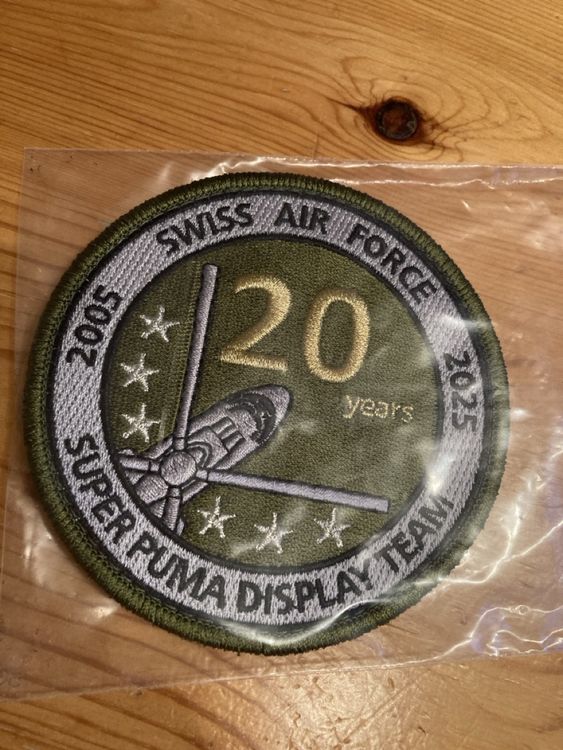 SWISS AIR FORCE
2005
2025
20
years
SUPER PUMA DISPLAY TEAM